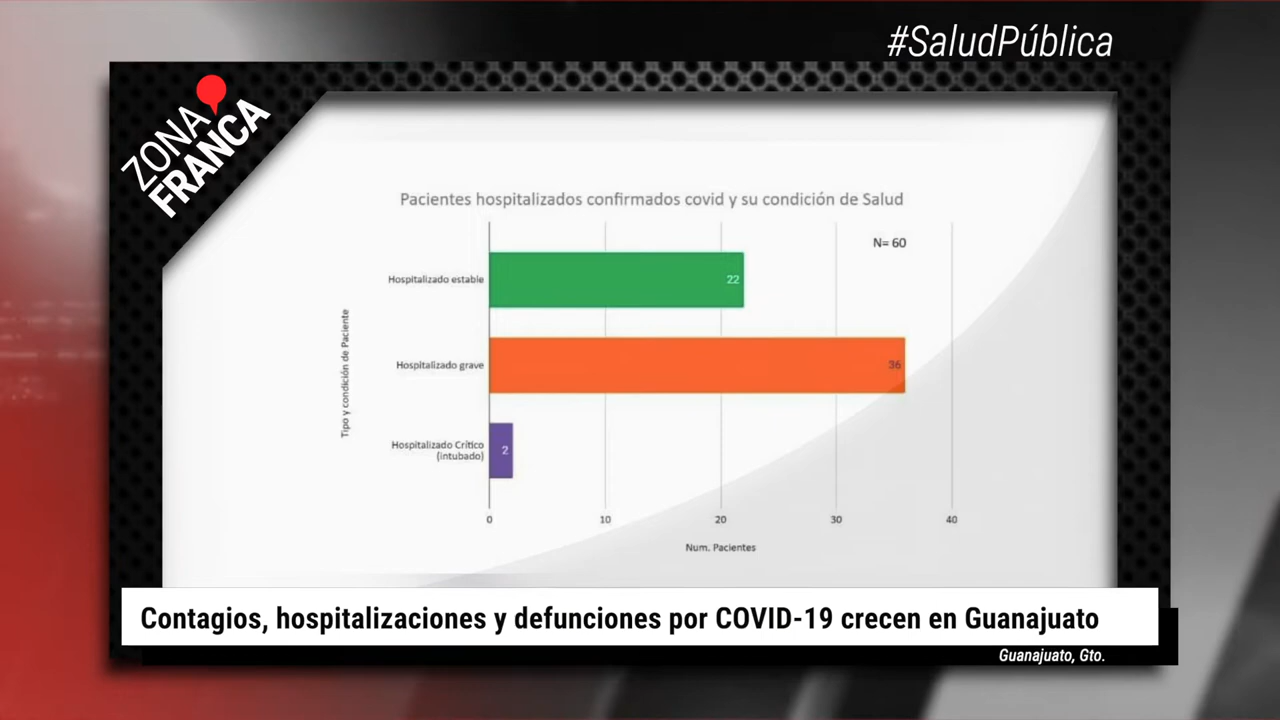 #SaludPública
ZONA
FRANCA
Pacientes hospitalizados confirmados covid y su condición de Salud
N= 60
Tipo y condición de Paciente
Hospitalizado estable
22
Hospitalizado grave
36
Hospitalizado Crítico
(intubado)
2
0 10 20 30 40
Num. Pacientes
Contagios, hospitalizaciones y defunciones por COVID-19 crecen en Guanajuato
Guanajuato, Gto.